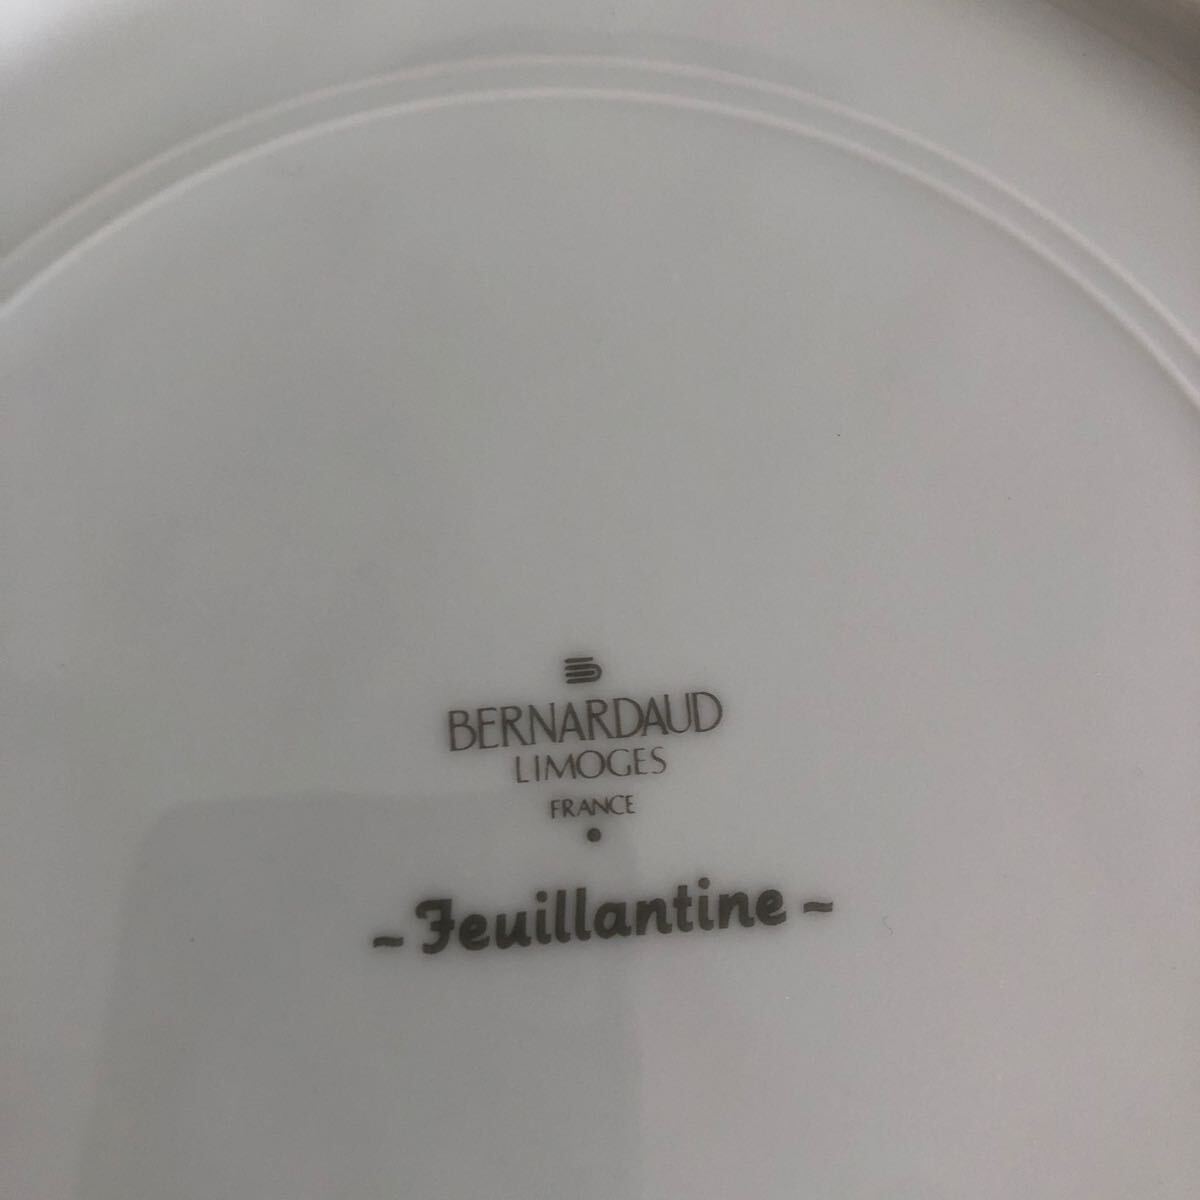 BERNARDAUD
LIMOGES
FRANCE
~ Feuillantine ~